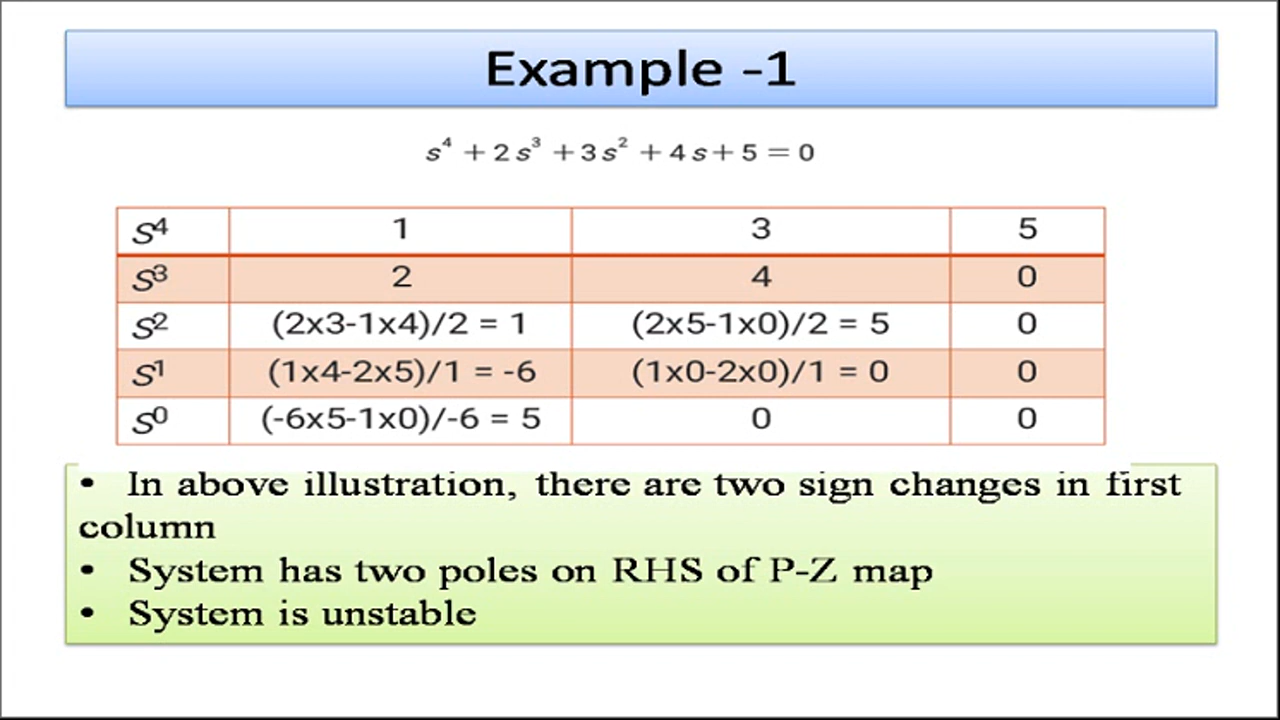 Example -1
s⁴ + 2s³ + 3s² + 4s + 5 = 0
S⁴ 1 3 5
S³ 2 4 0
S² (2x3-1x4)/2 = 1 (2x5-1x0)/2 = 5 0
S¹ (1x4-2x5)/1 = -6 (1x0-2x0)/1 = 0 0
S⁰ (-6x5-1x0)/-6 = 5 0 0
• In above illustration, there are two sign changes in first
column
• System has two poles on RHS of P-Z map
• System is unstable